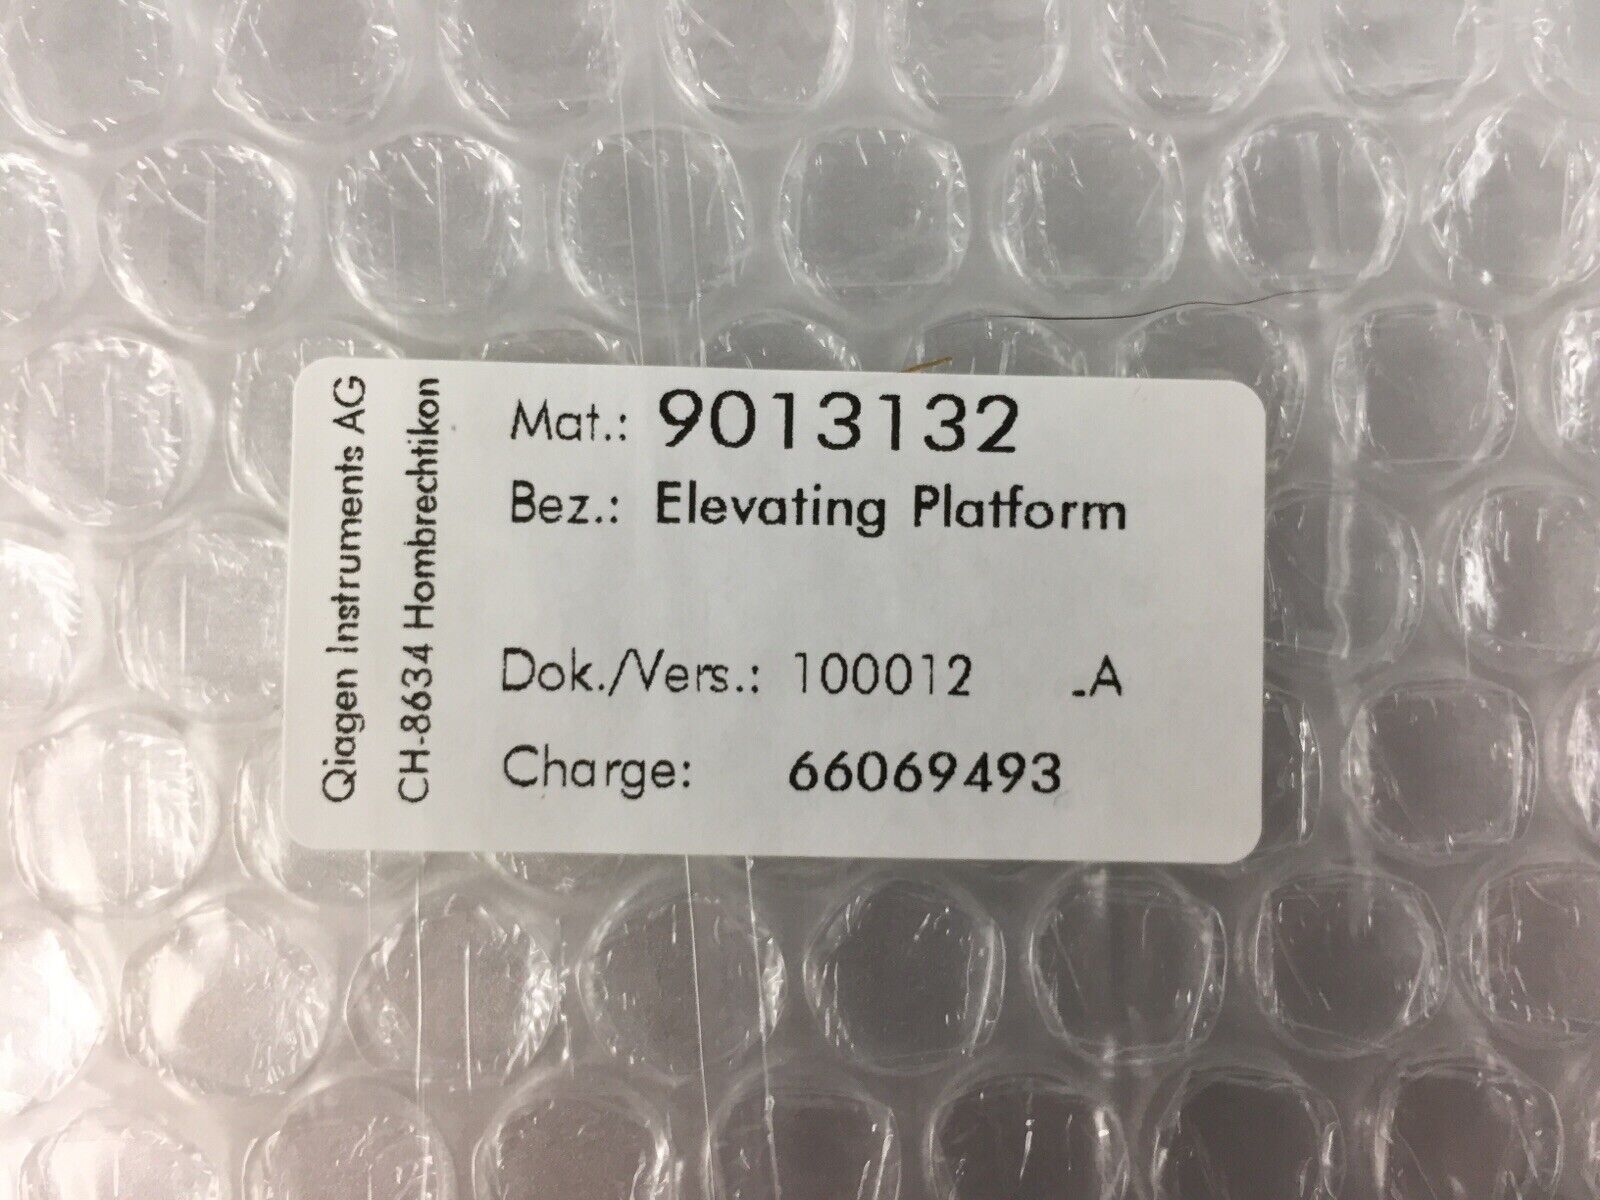 Qiagen Instruments AG
CH-8634 Hombrechtikon
Mat.: 9013132
Bez.: Elevating Platform
Dok./Vers.: 100012 -A
Charge: 66069493